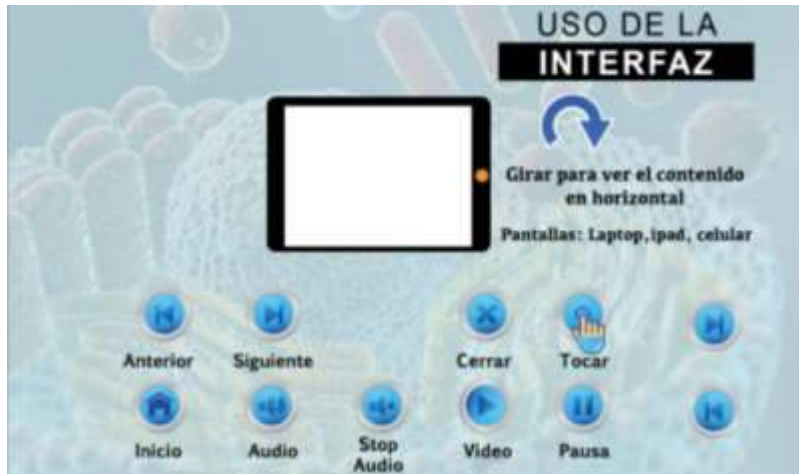 USO DE LA
INTERFAZ
Girar para ver el contenido
en horizontal
Pantallas: Laptop,ipad, celular
Anterior
Siguiente
Cerrar
Tocar
Inicio
Audio
Stop
Audio
Video
Pausa